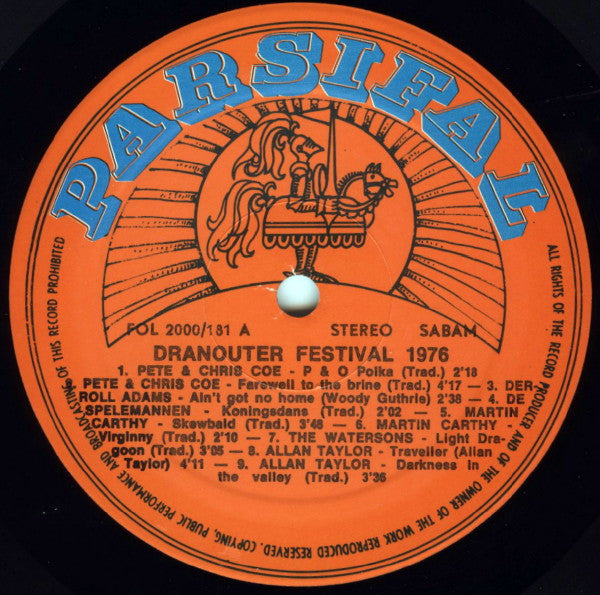 PARSIFAL
FOL 2000/181 A STEREO SABAM
DRANOUTER FESTIVAL 1976
1. PETE & CHRIS COE - P & O Polka (Trad.) 2'18
PETE & CHRIS COE - Farewell to the brine (Trad.) 4'17 — 3. DER-
ROLL ADAMS - Ain't got no home (Woody Guthrie) 2'38 — 4. DE
SPELEMANNEN - Koningsdans (Trad.) 2'02 — 5. MARTIN
CARTHY - Skewbald (Trad.) 3'48 — 6. MARTIN CARTHY -
Virginny (Trad.) 2'10 — 7. THE WATERSONS - Light Dra-
goon (Trad.) 3'05 — 8. ALLAN TAYLOR - Traveller (Allan
Taylor) 4'11 — 9. ALLAN TAYLOR - Darkness in
the valley (Trad.) 3'36
ALL RIGHTS OF THE RECORD PRODUCER AND OF THE OWNER OF THE WORK REPRODUCED RESERVED. COPYING, PUBLIC PERFORMANCE AND BROADCASTING OF THIS RECORD PROHIBITED